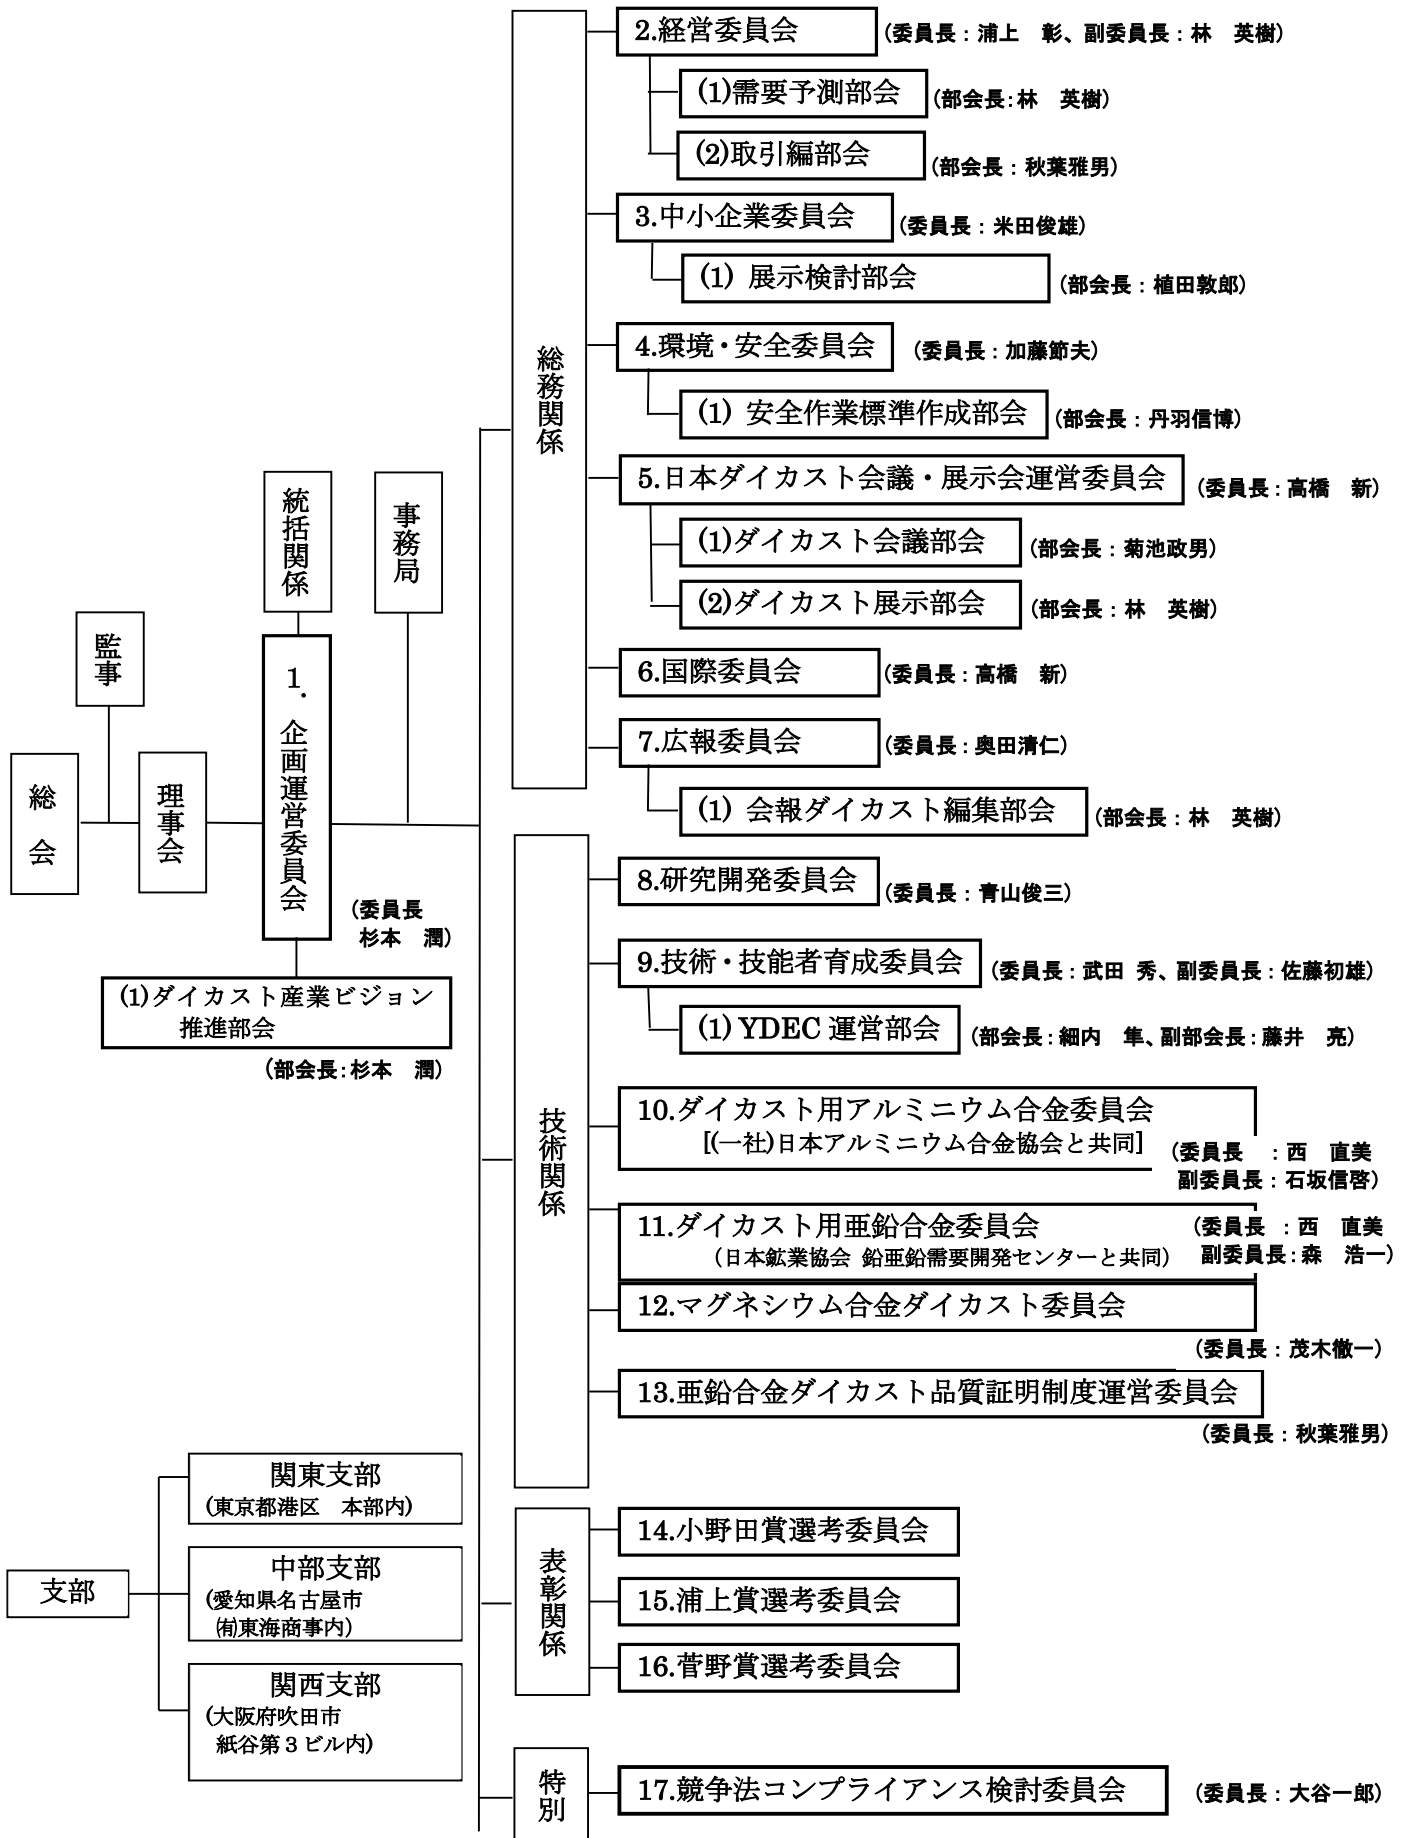 総会
監事
理事会
統括関係
1.企画運営委員会
(委員長
杉本　潤)
(1)ダイカスト産業ビジョン
推進部会
(部会長:杉本　潤)
事務局
総務関係
2.経営委員会
(委員長：浦上　彰、副委員長：林　英樹)
(1)需要予測部会
(部会長:林　英樹)
(2)取引編部会
(部会長：秋葉雅男)
3.中小企業委員会
(委員長：米田俊雄)
(1) 展示検討部会
(部会長：植田敦郎)
4.環境・安全委員会
(委員長：加藤節夫)
(1) 安全作業標準作成部会
(部会長：丹羽信博)
5.日本ダイカスト会議・展示会運営委員会
(委員長：高橋　新)
(1)ダイカスト会議部会
(部会長：菊池政男)
(2)ダイカスト展示部会
(部会長：林　英樹)
6.国際委員会
(委員長：高橋　新)
7.広報委員会
(委員長：奥田清仁)
(1) 会報ダイカスト編集部会
(部会長：林　英樹)
技術関係
8.研究開発委員会
(委員長：青山俊三)
9.技術・技能者育成委員会
(委員長：武田 秀、副委員長：佐藤初雄)
(1) YDEC 運営部会
(部会長:細内　隼、副部会長:藤井　亮)
10.ダイカスト用アルミニウム合金委員会
[(一社)日本アルミニウム合金協会と共同]
(委員長　：西　直美
副委員長：石坂信啓)
11.ダイカスト用亜鉛合金委員会
(日本鉱業協会 鉛亜鉛需要開発センターと共同)
(委員長　：西　直美
副委員長:森　浩一)
12.マグネシウム合金ダイカスト委員会
(委員長：茂木徹一)
13.亜鉛合金ダイカスト品質証明制度運営委員会
(委員長：秋葉雅男)
表彰関係
14.小野田賞選考委員会
15.浦上賞選考委員会
16.菅野賞選考委員会
特別
17.競争法コンプライアンス検討委員会
(委員長：大谷一郎)
支部
関東支部
(東京都港区　本部内)
中部支部
(愛知県名古屋市
㈲東海商事内)
関西支部
(大阪府吹田市
紙谷第３ビル内)